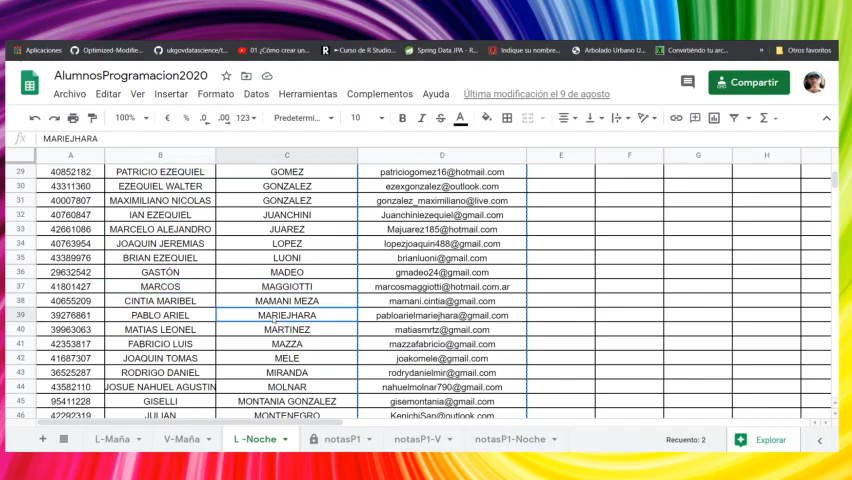 Aplicaciones Optimized-Modifie... ukgovdatascience/t... 01 ¿Cómo crear un... «Curso de R Studio... Spring Data JPA - R... Indique su nombre... Arbolado Urbano U... Convirtiéndo tu arc... » Otros favoritos
AlumnosProgramacion2020
Archivo Editar Ver Insertar Formato Datos Herramientas Complementos Ayuda Última modificación el 9 de agosto Compartir
100% € % .0 .00 123 Predetermi... 10 B I S A
fx MARIEJHARA
A B C D E F G H
29 40852182 PATRICIO EZEQUIEL GOMEZ patriciogomez16@hotmail.com
30 43311360 EZEQUIEL WALTER GONZALEZ ezexgonzalez@outlook.com
31 40007807 MAXIMILIANO NICOLAS GONZALEZ gonzalez_maximiliano@live.com
32 40760847 IAN EZEQUIEL JUANCHINI Juanchiniezequiel@gmail.com
33 42661086 MARCELO ALEJANDRO JUAREZ Majuarez185@hotmail.com
34 40763954 JOAQUIN JEREMIAS LOPEZ lopezjoaquin488@gmail.com
35 43389976 BRIAN EZEQUIEL LUONI brianluoni@gmail.com
36 29632542 GASTÓN MADEO gmadeo24@gmail.com
37 41801427 MARCOS MAGGIOTTI marcosmaggiotti@hotmail.com.ar
38 40655209 CINTIA MARIBEL MAMANI MEZA mamani.cintia@gmail.com
39 39276861 PABLO ARIEL MARIEJHARA pabloarielmariejhara@gmail.com
40 39963063 MATIAS LEONEL MARTINEZ matiasmrtz@gmail.com
41 42353817 FABRICIO LUIS MAZZA mazzafabricio@gmail.com
42 41687307 JOAQUIN TOMAS MELE joakomele@gmail.com
43 36525287 RODRIGO DANIEL MIRANDA rodrydanielmir@gmail.com
44 43582110 JOSUE NAHUEL AGUSTIN MOLNAR nahuelmolnar790@gmail.com
45 95411228 GISELLI MONTANIA GONZALEZ gisemontania@gmail.com
46 42292319 JULIAN MONTENEGRO KenichiSan@outlook.com
+ L-Maña V-Maña L -Noche notasP1 notasP1-V notasP1-Noche Recuento: 2 Explorar